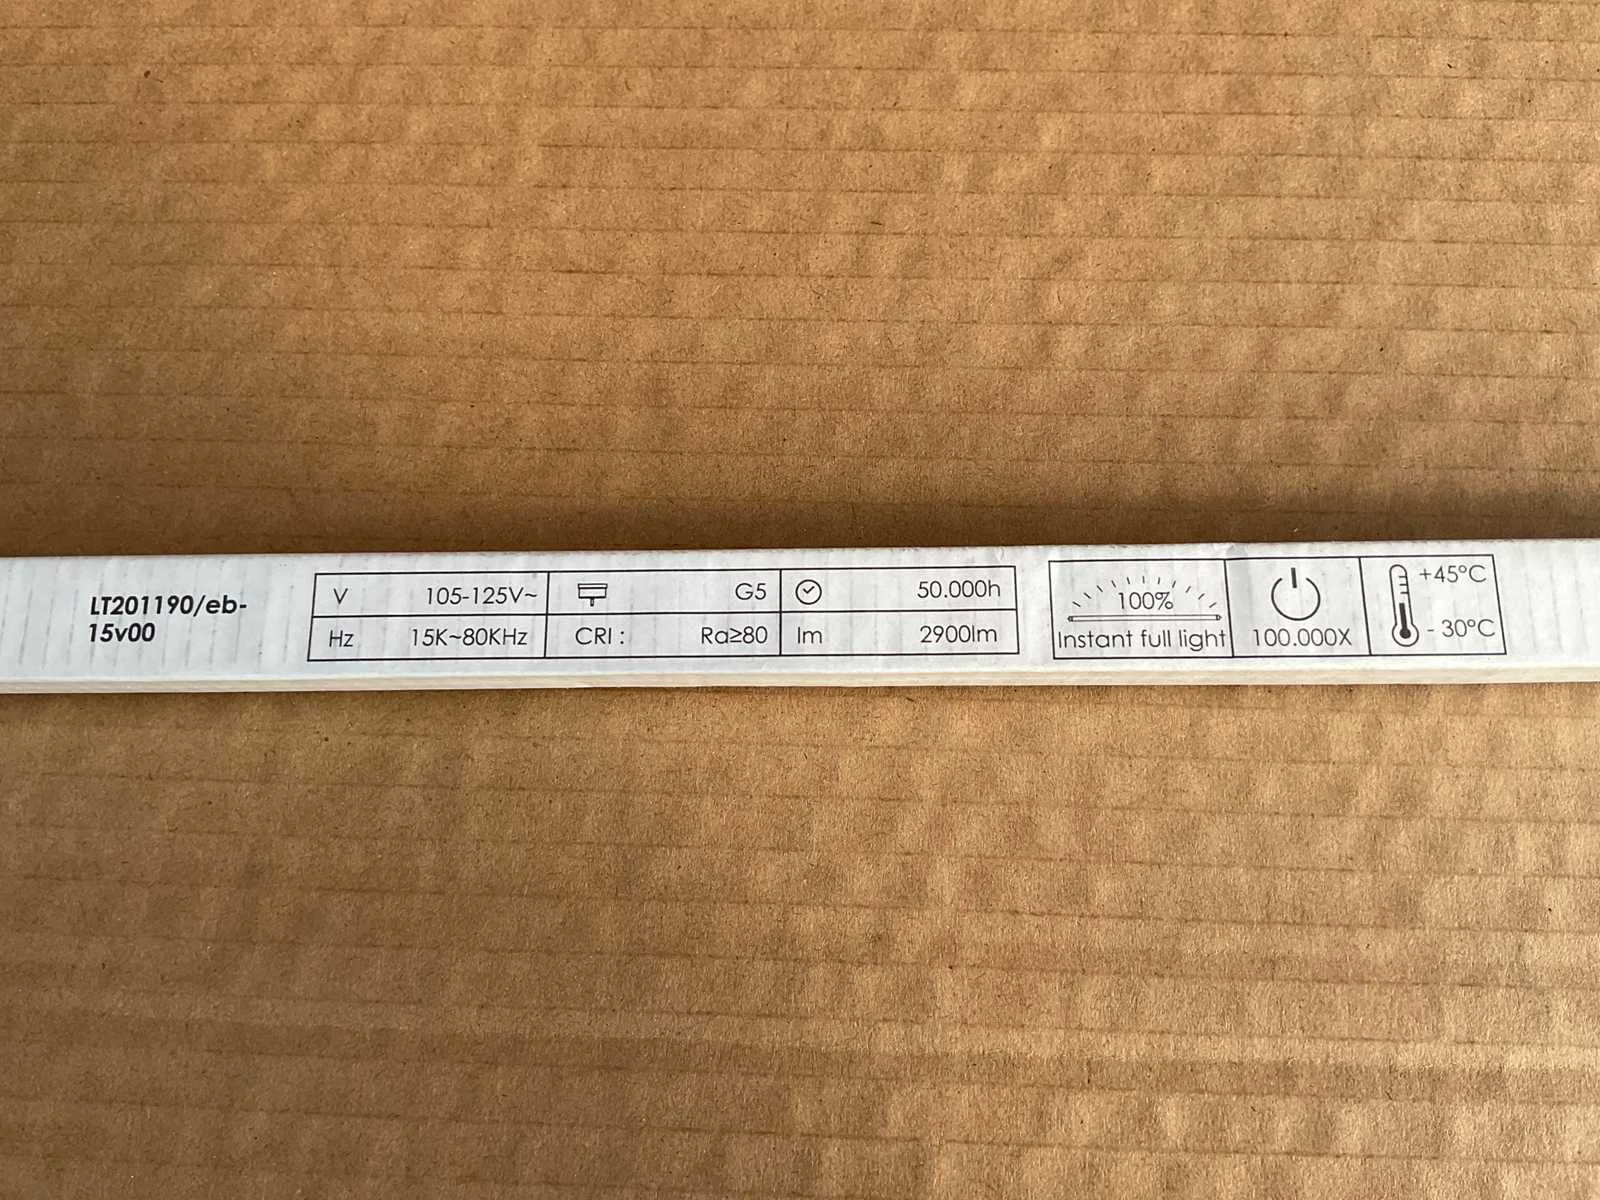 LT201190/eb-
15v00
V 105-125V~ G5 50.000h
Hz 15K~80KHz CRI : Ra≥80 lm 2900lm
100%
Instant full light
100.000X
+45°C
- 30°C